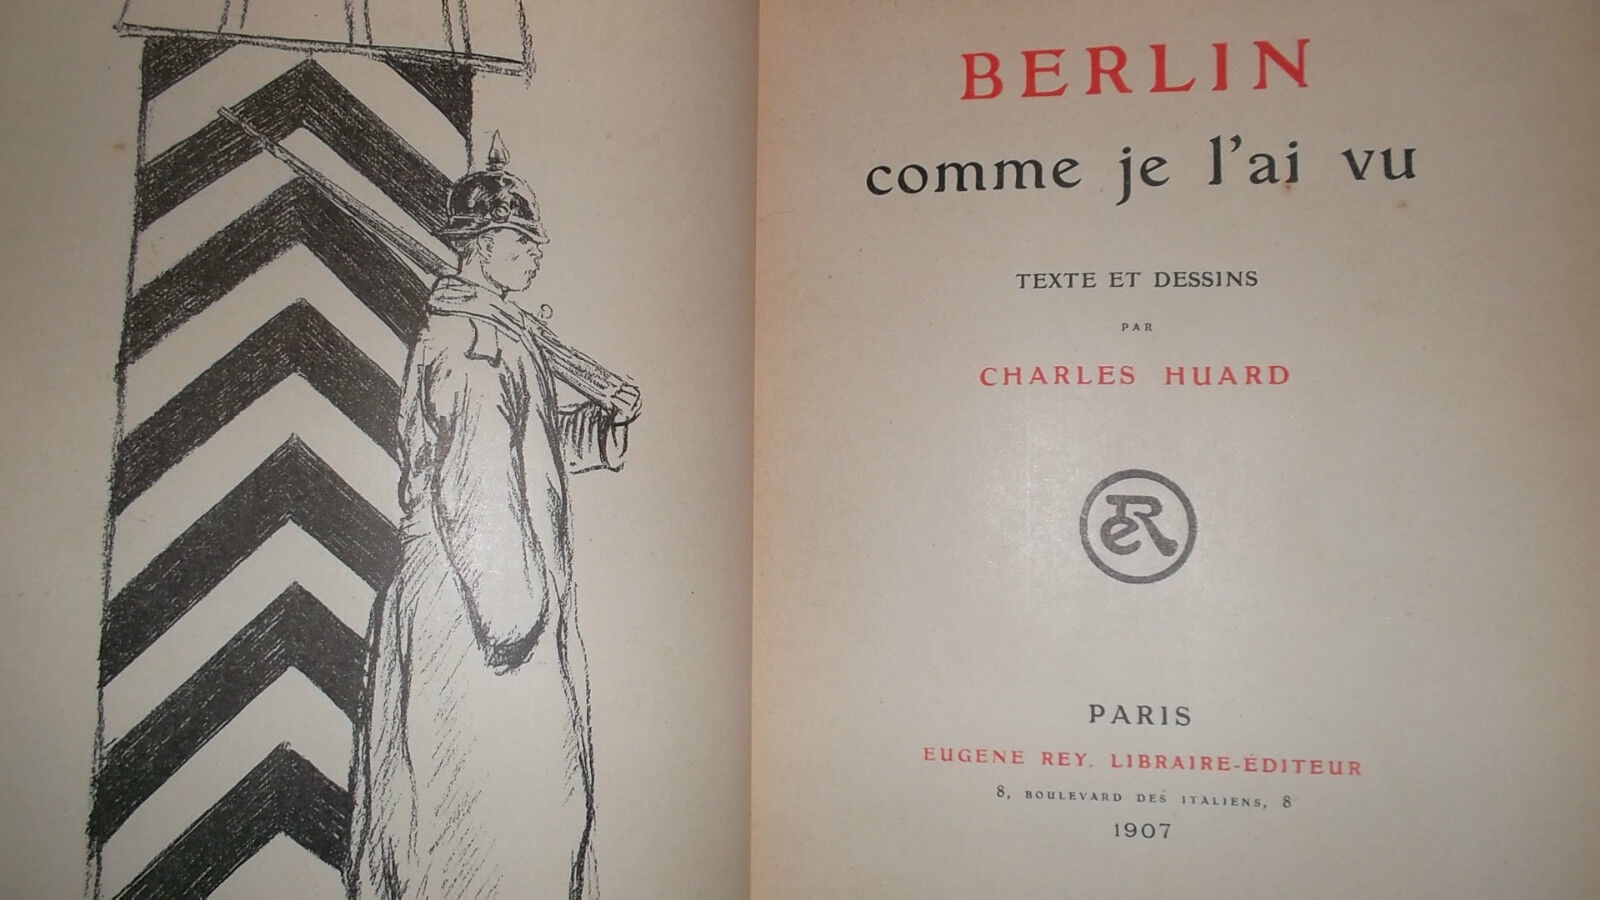 BERLIN
comme je l'ai vu
TEXTE ET DESSINS
PAR
CHARLES HUARD
ERe
PARIS
EUGENE REY, LIBRAIRE-ÉDITEUR
8, BOULEVARD DES ITALIENS, 8
1907